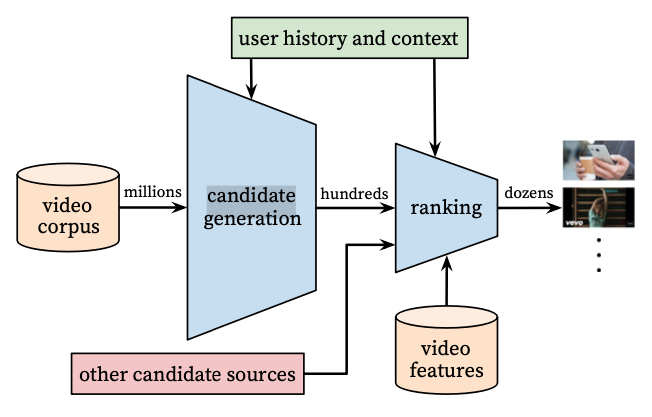 user history and context
millions
video
corpus
candidate
generation
hundreds
ranking
dozens
vevo
other candidate sources
video
features